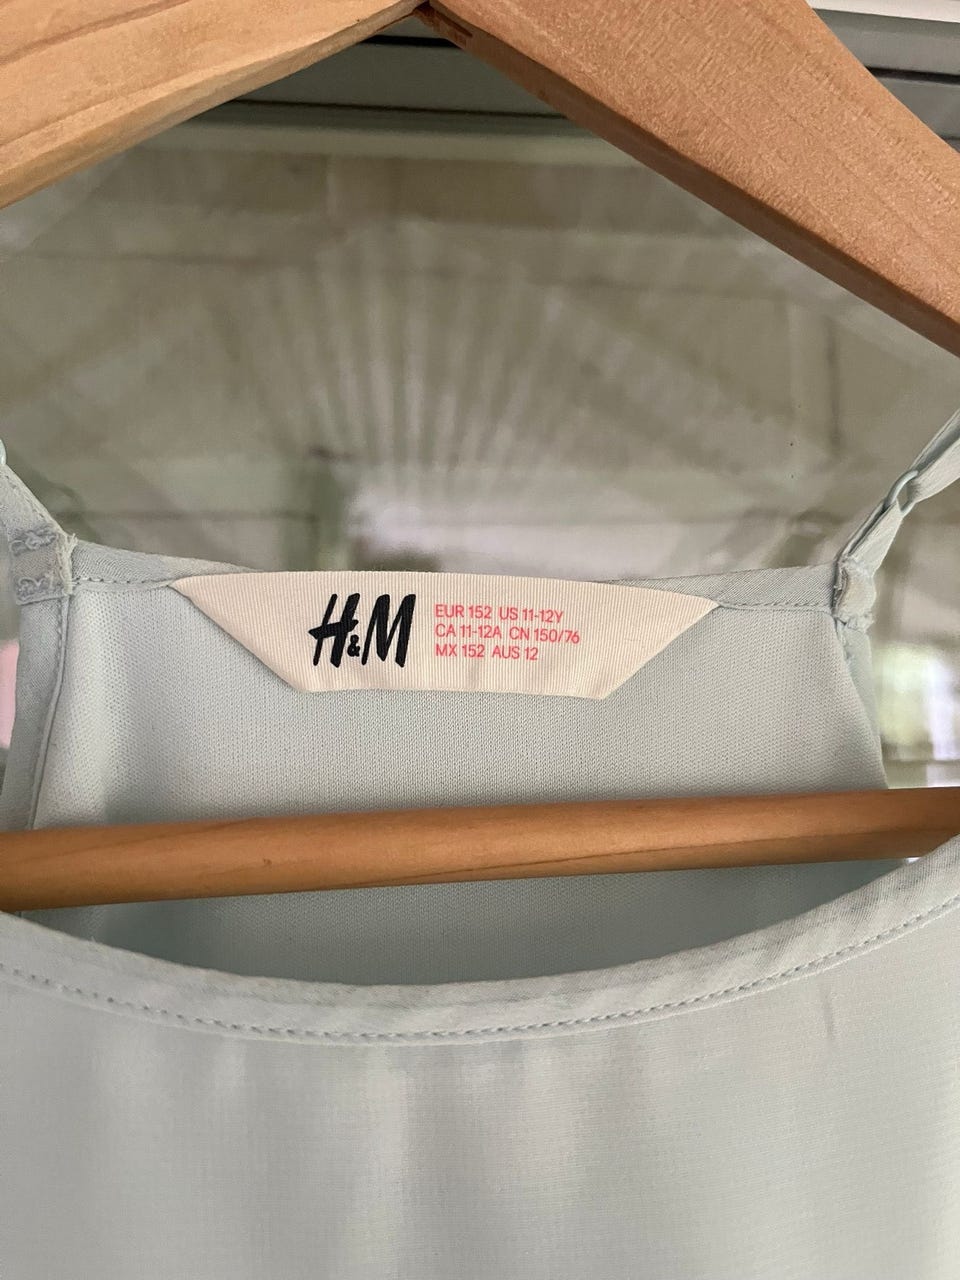 H&M
EUR 152 US 11-12Y
CA 11-12A CN 150/76
MX 152 AUS 12